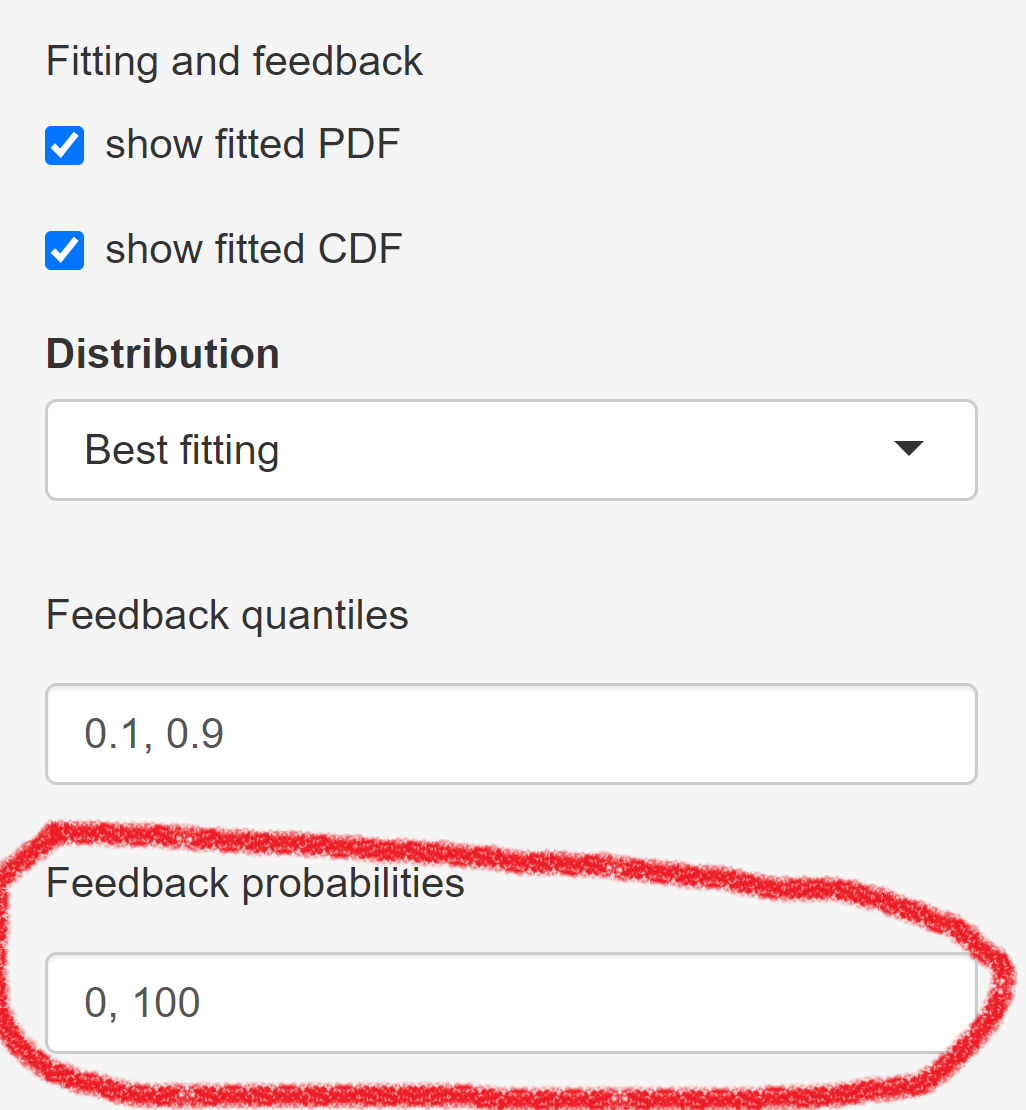 Fitting and feedback
show fitted PDF
show fitted CDF
Distribution
Best fitting
Feedback quantiles
0.1, 0.9
Feedback probabilities
0, 100